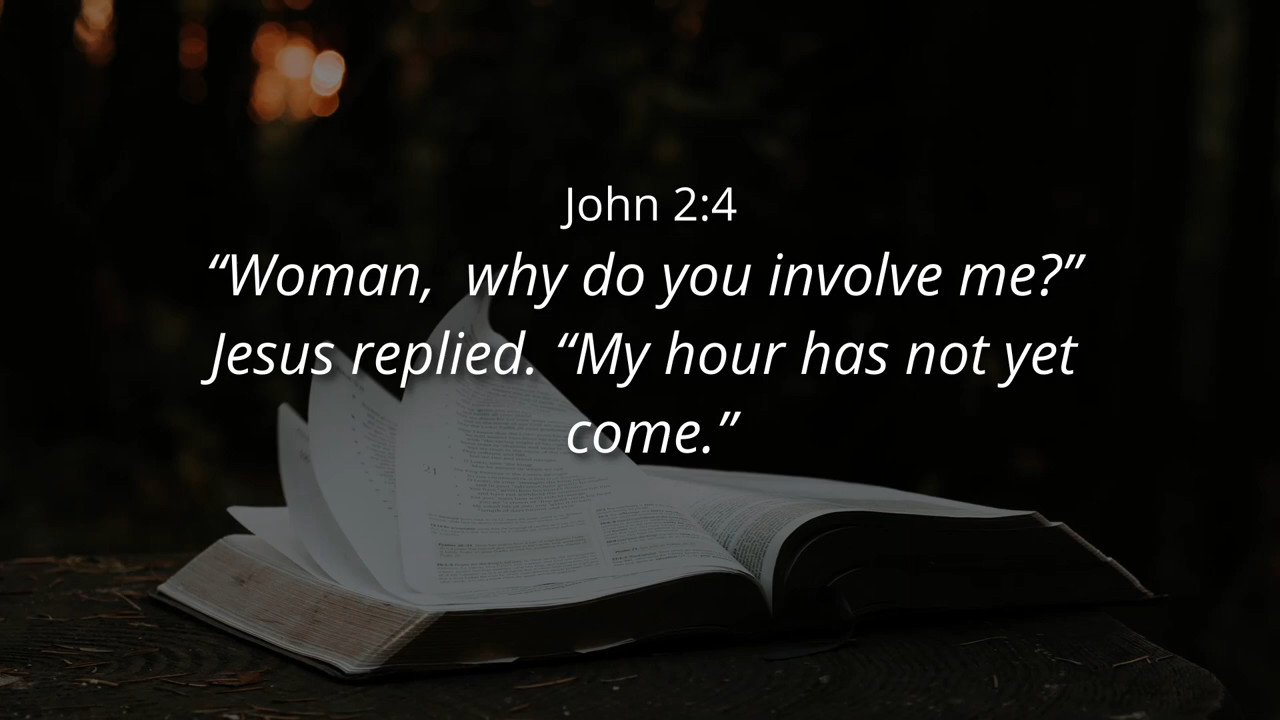 John 2:4
“Woman,  why do you involve me?”
Jesus replied. “My hour has not yet
come.”